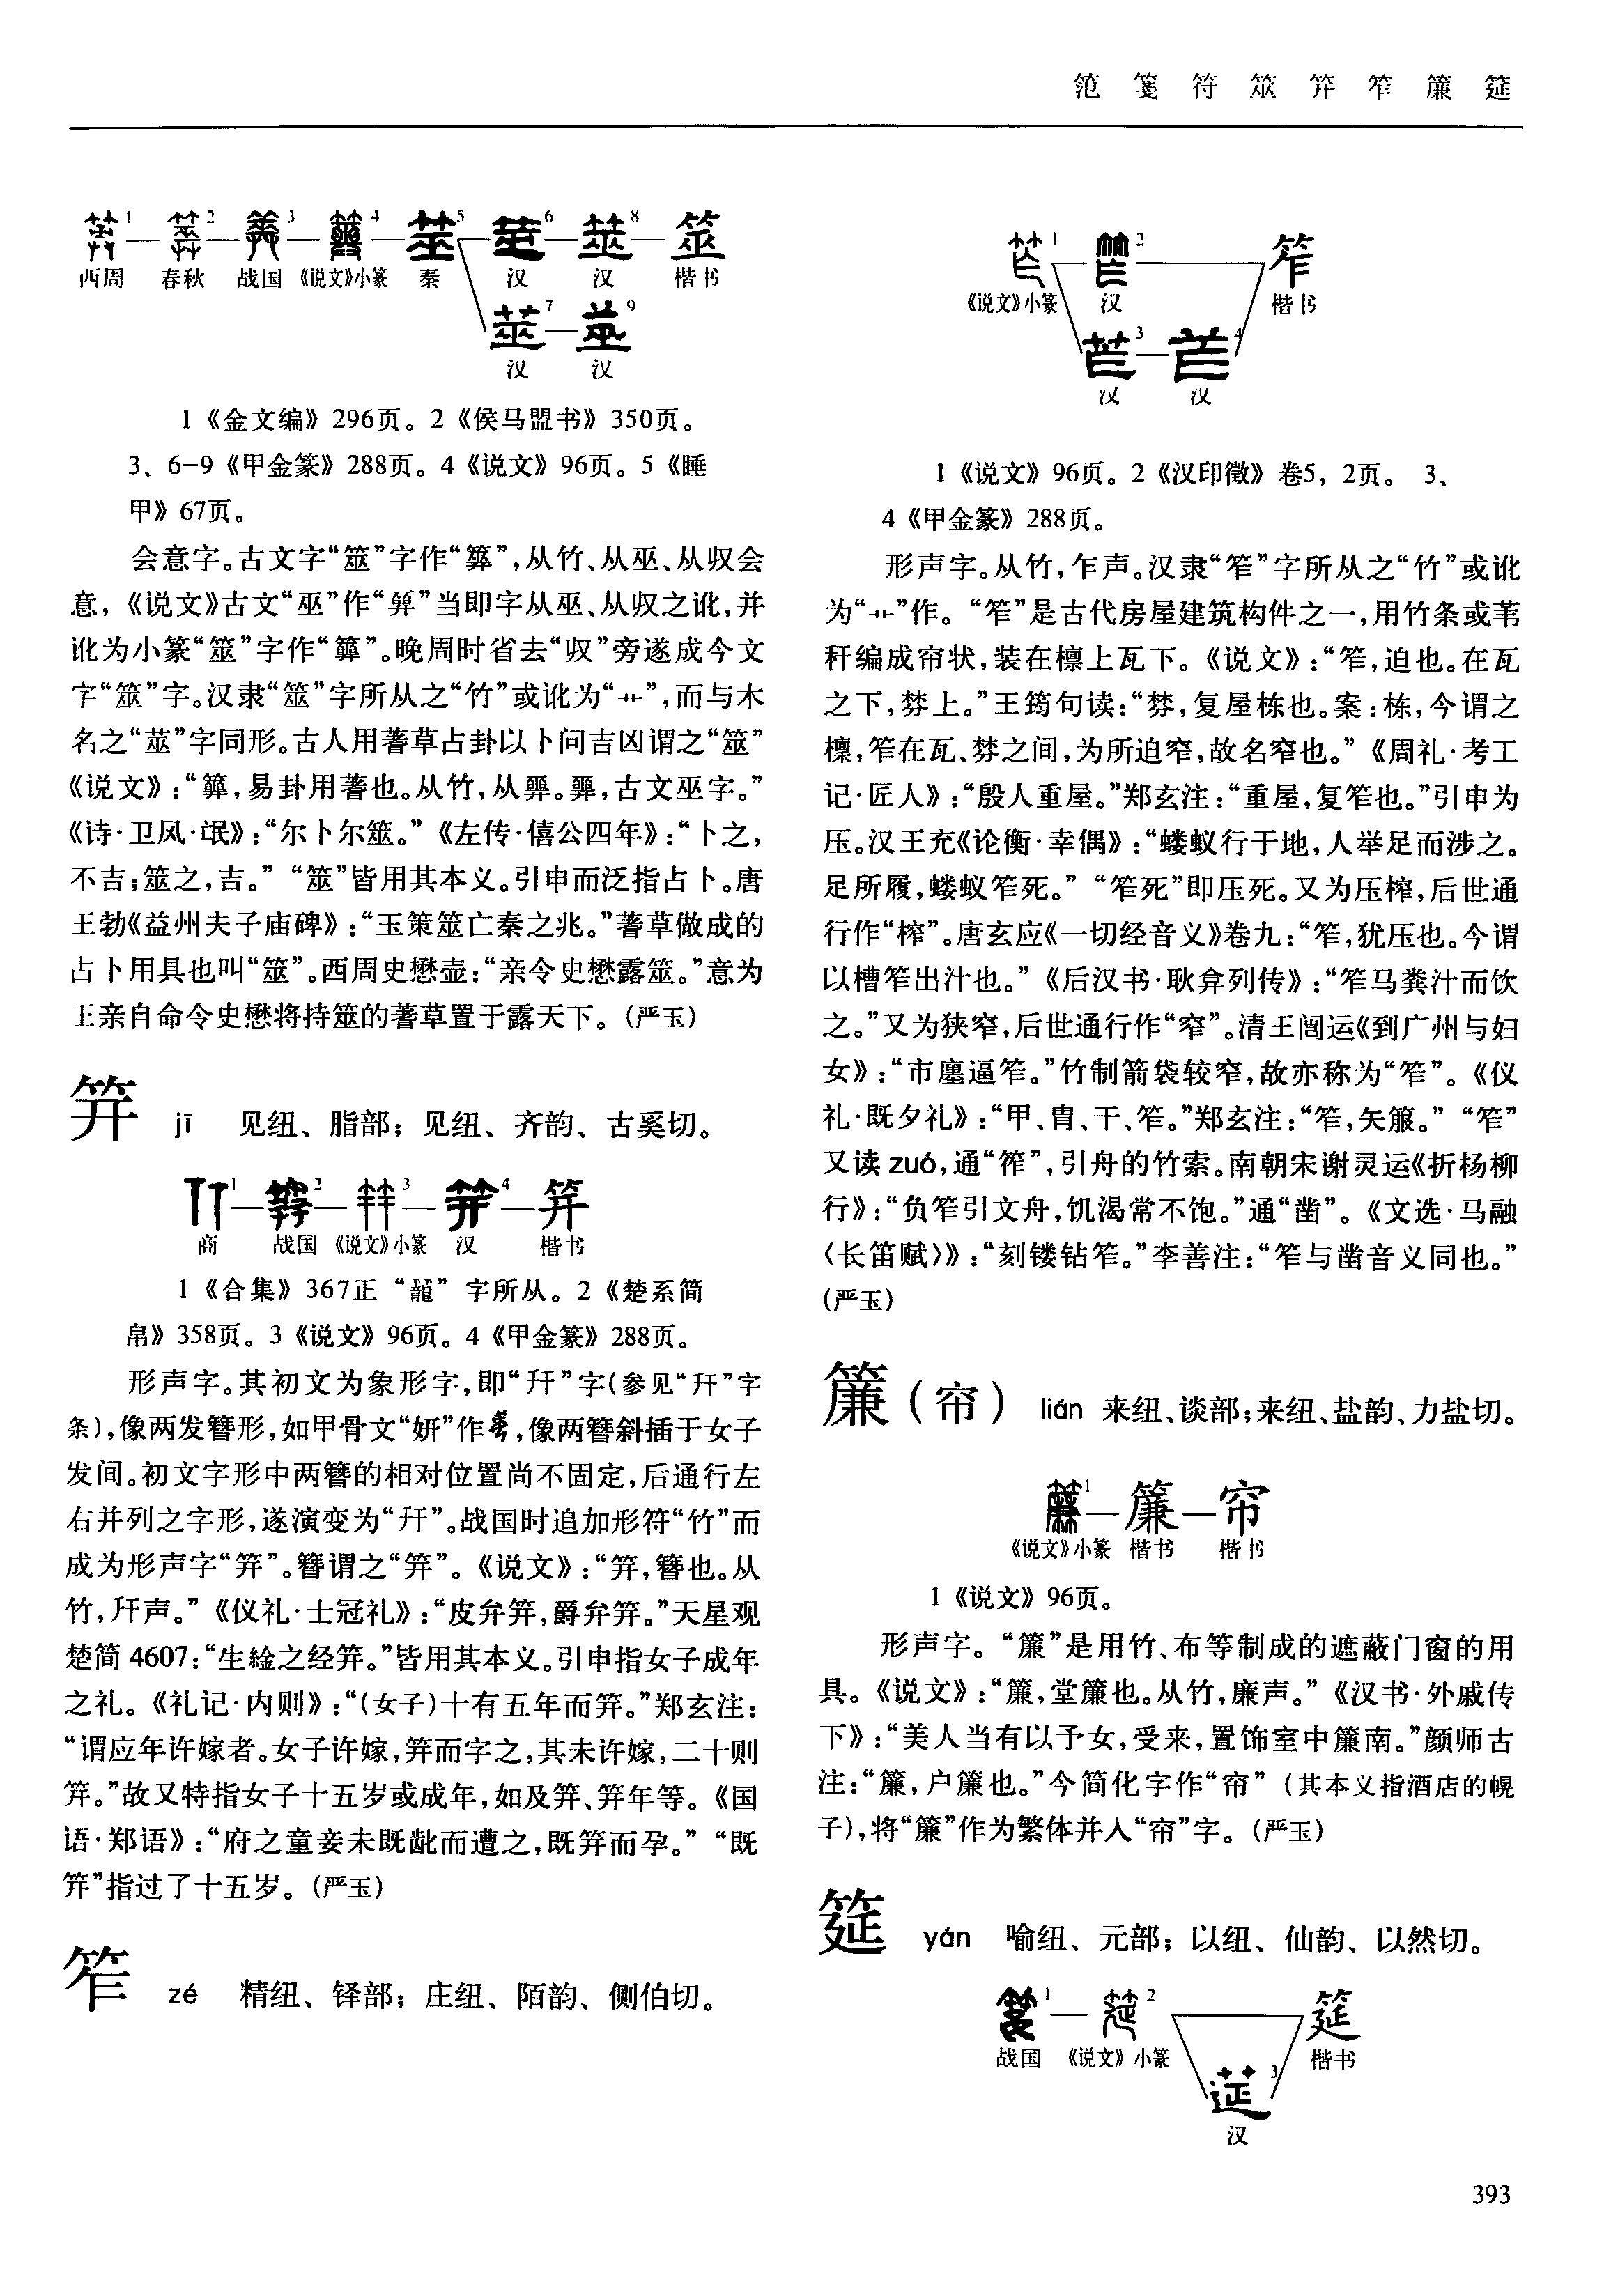 笵 箋 符 筮 笄 笮 簾 筵
1 2 3 4 5 6 8 筮
西周 春秋 战国 《说文》小篆 秦 汉 汉 楷书
7 9
汉 汉
1《金文编》296页。2《侯马盟书》350页。
3、6-9《甲金篆》288页。4《说文》96页。5《睡
甲》67页。
会意字。古文字“筮”字作“”,从竹、从巫、从収会
意,《说文》古文“巫”作“”当即字从巫、从収之讹,并
讹为小篆“筮”字作“”。晚周时省去“収”旁遂成今文
字“筮”字。汉隶“筮”字所从之“竹”或讹为“艹”,而与木
名之“莁”字同形。古人用蓍草占卦以卜问吉凶谓之“筮”
《说文》:“,易卦用蓍也。从竹,从。,古文巫字。”
《诗·卫风·氓》:“尔卜尔筮。”《左传·僖公四年》:“卜之,
不吉;筮之,吉。”“筮”皆用其本义。引申而泛指占卜。唐
王勃《益州夫子庙碑》:“玉策筮亡秦之兆。”蓍草做成的
占卜用具也叫“筮”。西周史懋壶:“亲令史懋露筮。”意为
王亲自命令史懋将持筮的蓍草置于露天下。(严玉)
笄 jī 见纽、脂部;见纽、齐韵、古奚切。
1 2 3 4 笄
商 战国 《说文》小篆 汉 楷书
1《合集》367正“”字所从。2《楚系简
帛》358页。3《说文》96页。4《甲金篆》288页。
形声字。其初文为象形字,即“幵”字(参见“幵”字
条),像两发簪形,如甲骨文“妍”作,像两簪斜插于女子
发间。初文字形中两簪的相对位置尚不固定,后通行左
右并列之字形,遂演变为“幵”。战国时追加形符“竹”而
成为形声字“笄”。簪谓之“笄”。《说文》:“笄,簪也。从
竹,幵声。”《仪礼·士冠礼》:“皮弁笄,爵弁笄。”天星观
楚简4607:“生絵之经笄。”皆用其本义。引申指女子成年
之礼。《礼记·内则》:“(女子)十有五年而笄。”郑玄注:
“谓应年许嫁者。女子许嫁,笄而字之,其未许嫁,二十则
笄。”故又特指女子十五岁或成年,如及笄、笄年等。《国
语·郑语》:“府之童妾未既龀而遭之,既笄而孕。”“既
笄”指过了十五岁。(严玉)
笮 zé 精纽、铎部;庄纽、陌韵、侧伯切。
1 2 笮
《说文》小篆 汉 楷书
3 4
汉 汉
1《说文》96页。2《汉印徵》卷5,2页。 3、
4《甲金篆》288页。
形声字。从竹,乍声。汉隶“笮”字所从之“竹”或讹
为“艹”作。“笮”是古代房屋建筑构件之一,用竹条或苇
秆编成帘状,装在檩上瓦下。《说文》:“笮,迫也。在瓦
之下,棼上。”王筠句读:“棼,复屋栋也。案:栋,今谓之
檩,笮在瓦、棼之间,为所迫窄,故名窄也。”《周礼·考工
记·匠人》:“殷人重屋。”郑玄注:“重屋,复笮也。”引申为
压。汉王充《论衡·幸偶》:“蝼蚁行于地,人举足而涉之。
足所履,蝼蚁笮死。”“笮死”即压死。又为压榨,后世通
行作“榨”。唐玄应《一切经音义》卷九:“笮,犹压也。今谓
以槽笮出汁也。”《后汉书·耿弇列传》:“笮马粪汁而饮
之。”又为狭窄,后世通行作“窄”。清王闿运《到广州与妇
女》:“市廛逼笮。”竹制箭袋较窄,故亦称为“笮”。《仪
礼·既夕礼》:“甲、胄、干、笮。”郑玄注:“笮,矢箙。”“笮”
又读zuó,通“筰”,引舟的竹索。南朝宋谢灵运《折杨柳
行》:“负笮引文舟,饥渴常不饱。”通“凿”。《文选·马融
〈长笛赋〉》:“刻镂钻笮。”李善注:“笮与凿音义同也。”
(严玉)
簾(帘) lián 来纽、谈部;来纽、盐韵、力盐切。
1 簾 帘
《说文》小篆 楷书 楷书
1《说文》96页。
形声字。“簾”是用竹、布等制成的遮蔽门窗的用
具。《说文》:“簾,堂簾也。从竹,廉声。”《汉书·外戚传
下》:“美人当有以予女,受来,置饰室中簾南。”颜师古
注:“簾,户簾也。”今简化字作“帘”(其本义指酒店的幌
子),将“簾”作为繁体并入“帘”字。(严玉)
筵 yán 喻纽、元部;以纽、仙韵、以然切。
1 2 筵
战国 《说文》小篆 楷书
3
汉
393